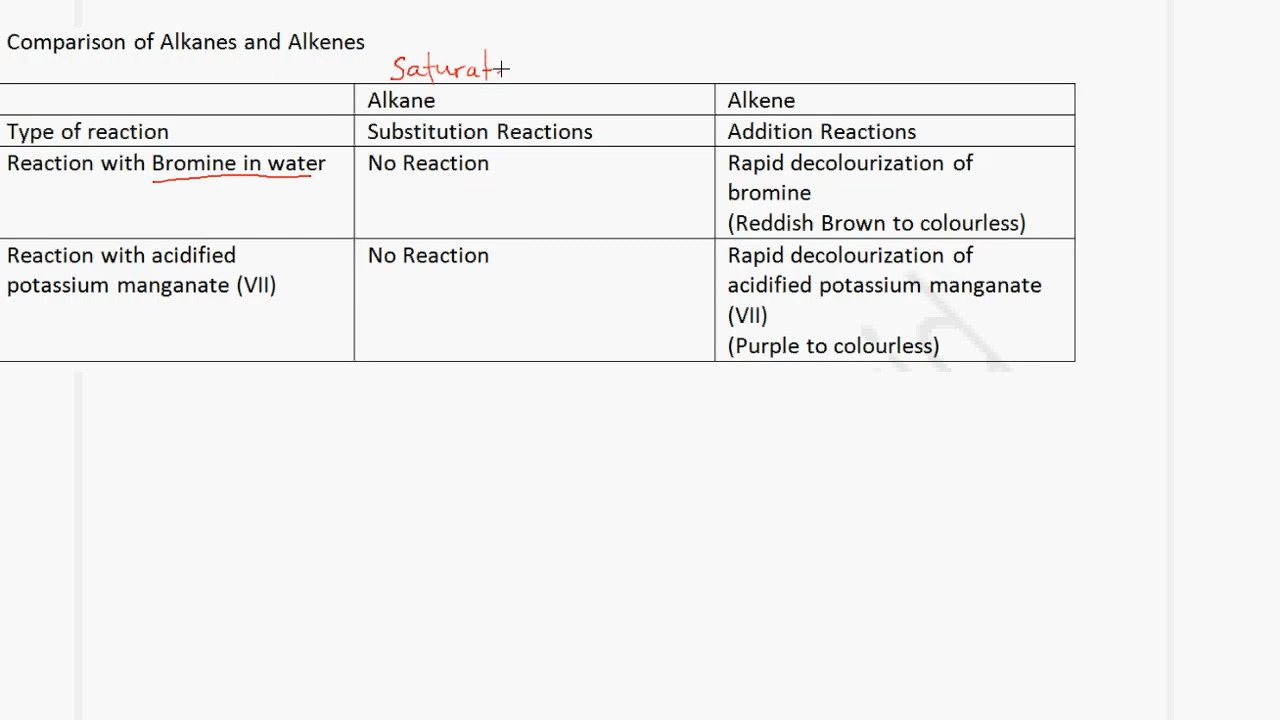 Comparison of Alkanes and Alkenes
Saturat
Alkane Alkene
Type of reaction Substitution Reactions Addition Reactions
Reaction with Bromine in water No Reaction Rapid decolourization of
bromine
(Reddish Brown to colourless)
Reaction with acidified No Reaction Rapid decolourization of
potassium manganate (VII) acidified potassium manganate
(VII)
(Purple to colourless)